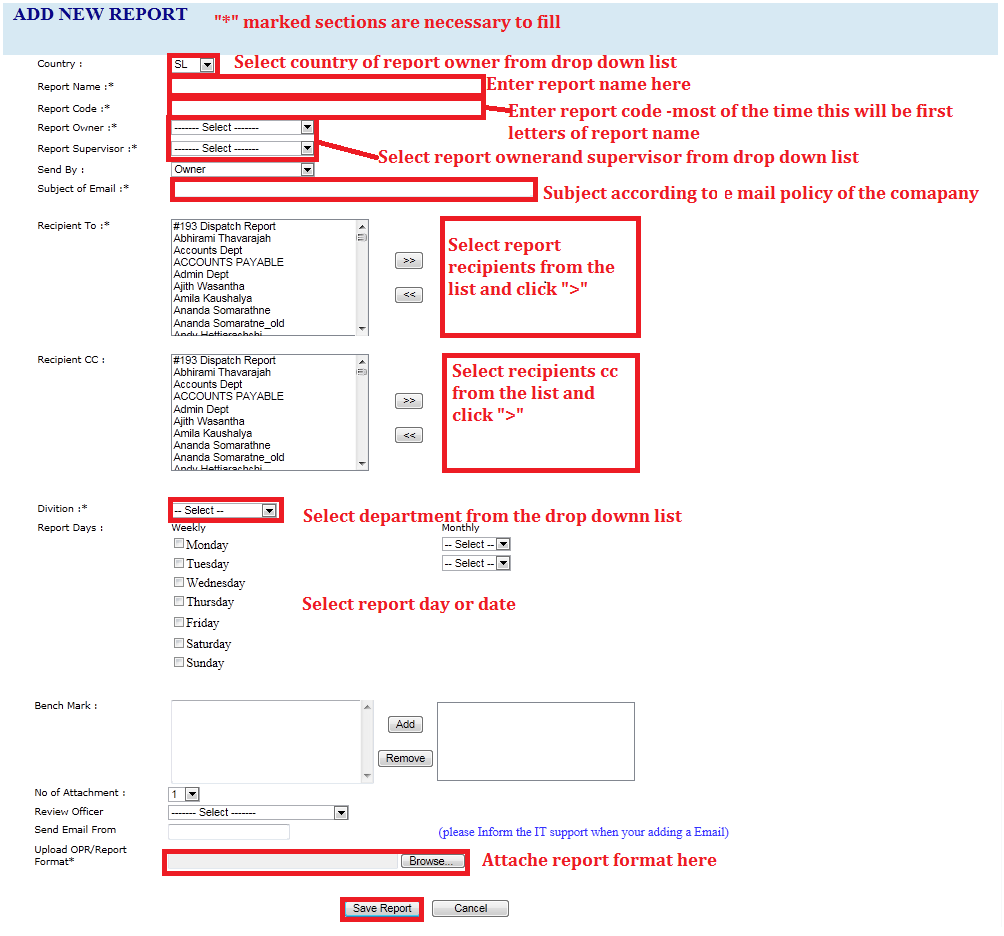 ADD NEW REPORT
"*" marked sections are necessary to fill
Country :
SL
Select country of report owner from drop down list
Report Name :*
Enter report name here
Report Code :*
Enter report code -most of the time this will be first
letters of report name
Report Owner :*
------- Select -------
Report Supervisor :*
------- Select -------
Select report ownerand supervisor from drop down list
Send By :
Owner
Subject of Email :*
Subject according to e mail policy of the comapany
Recipient To :*
#193 Dispatch Report
Abhirami Thavarajah
Accounts Dept
ACCOUNTS PAYABLE
Admin Dept
Ajith Wasantha
Amila Kaushalya
Ananda Somarathne
Ananda Somaratne_old
Andy Hettiarachchi
>>
<<
Select report
recipients from the
list and click ">"
Recipient CC :
#193 Dispatch Report
Abhirami Thavarajah
Accounts Dept
ACCOUNTS PAYABLE
Admin Dept
Ajith Wasantha
Amila Kaushalya
Ananda Somarathne
Ananda Somaratne_old
Andy Hettiarachchi
>>
<<
Select recipients cc
from the list and
click ">"
Divition :*
-- Select --
Select department from the drop downn list
Report Days :
Weekly
Monthly
Monday
-- Select --
Tuesday
-- Select --
Wednesday
Thursday
Select report day or date
Friday
Saturday
Sunday
Bench Mark :
Add
Remove
No of Attachment :
1
Review Officer
------- Select -------
Send Email From
(please Inform the IT support when your adding a Email)
Upload OPR/Report
Format*
Browse...
Attache report format here
Save Report
Cancel